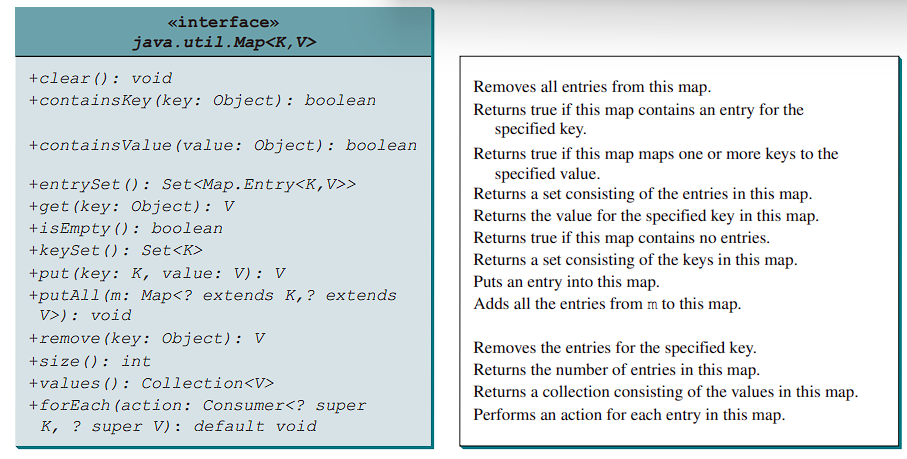 «interface»
java.util.Map<K,V>
+clear(): void
+containsKey(key: Object): boolean
+containsValue(value: Object): boolean
+entrySet(): Set<Map.Entry<K,V>>
+get(key: Object): V
+isEmpty(): boolean
+keySet(): Set<K>
+put(key: K, value: V): V
+putAll(m: Map<? extends K,? extends
V>): void
+remove(key: Object): V
+size(): int
+values(): Collection<V>
+forEach(action: Consumer<? super
K, ? super V): default void
Removes all entries from this map.
Returns true if this map contains an entry for the
specified key.
Returns true if this map maps one or more keys to the
specified value.
Returns a set consisting of the entries in this map.
Returns the value for the specified key in this map.
Returns true if this map contains no entries.
Returns a set consisting of the keys in this map.
Puts an entry into this map.
Adds all the entries from m to this map.
Removes the entries for the specified key.
Returns the number of entries in this map.
Returns a collection consisting of the values in this map.
Performs an action for each entry in this map.